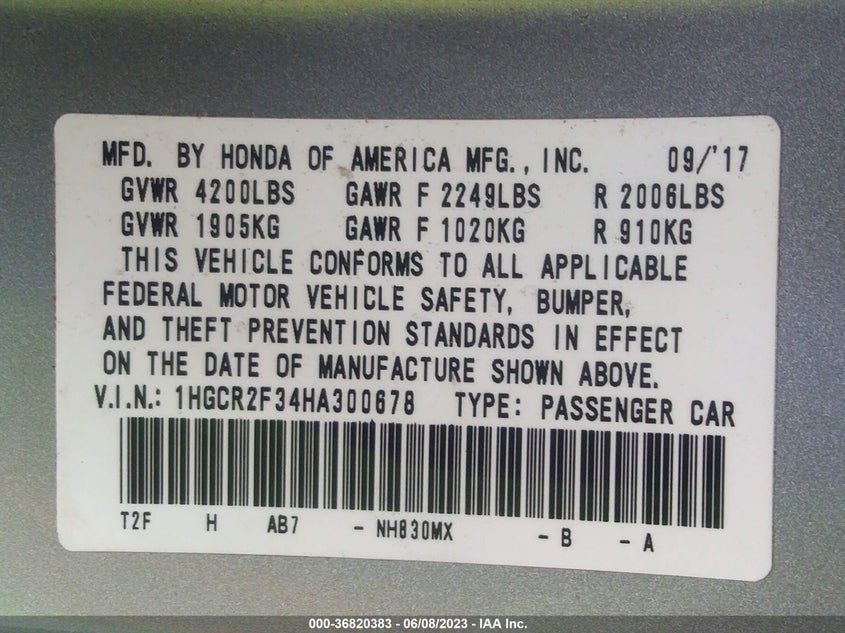 MFD. BY HONDA OF AMERICA MFG., INC. 09/'17
GVWR 4200LBS GAWR F 2249LBS R 2006LBS
GVWR 1905KG GAWR F 1020KG R 910KG
THIS VEHICLE CONFORMS TO ALL APPLICABLE
FEDERAL MOTOR VEHICLE SAFETY, BUMPER,
AND THEFT PREVENTION STANDARDS IN EFFECT
ON THE DATE OF MANUFACTURE SHOWN ABOVE.
V.I.N.: 1HGCR2F34HA300678 TYPE: PASSENGER CAR
T2F H AB7 - NH830MX - B - A
000-36820383 - 06/08/2023 - IAA Inc.